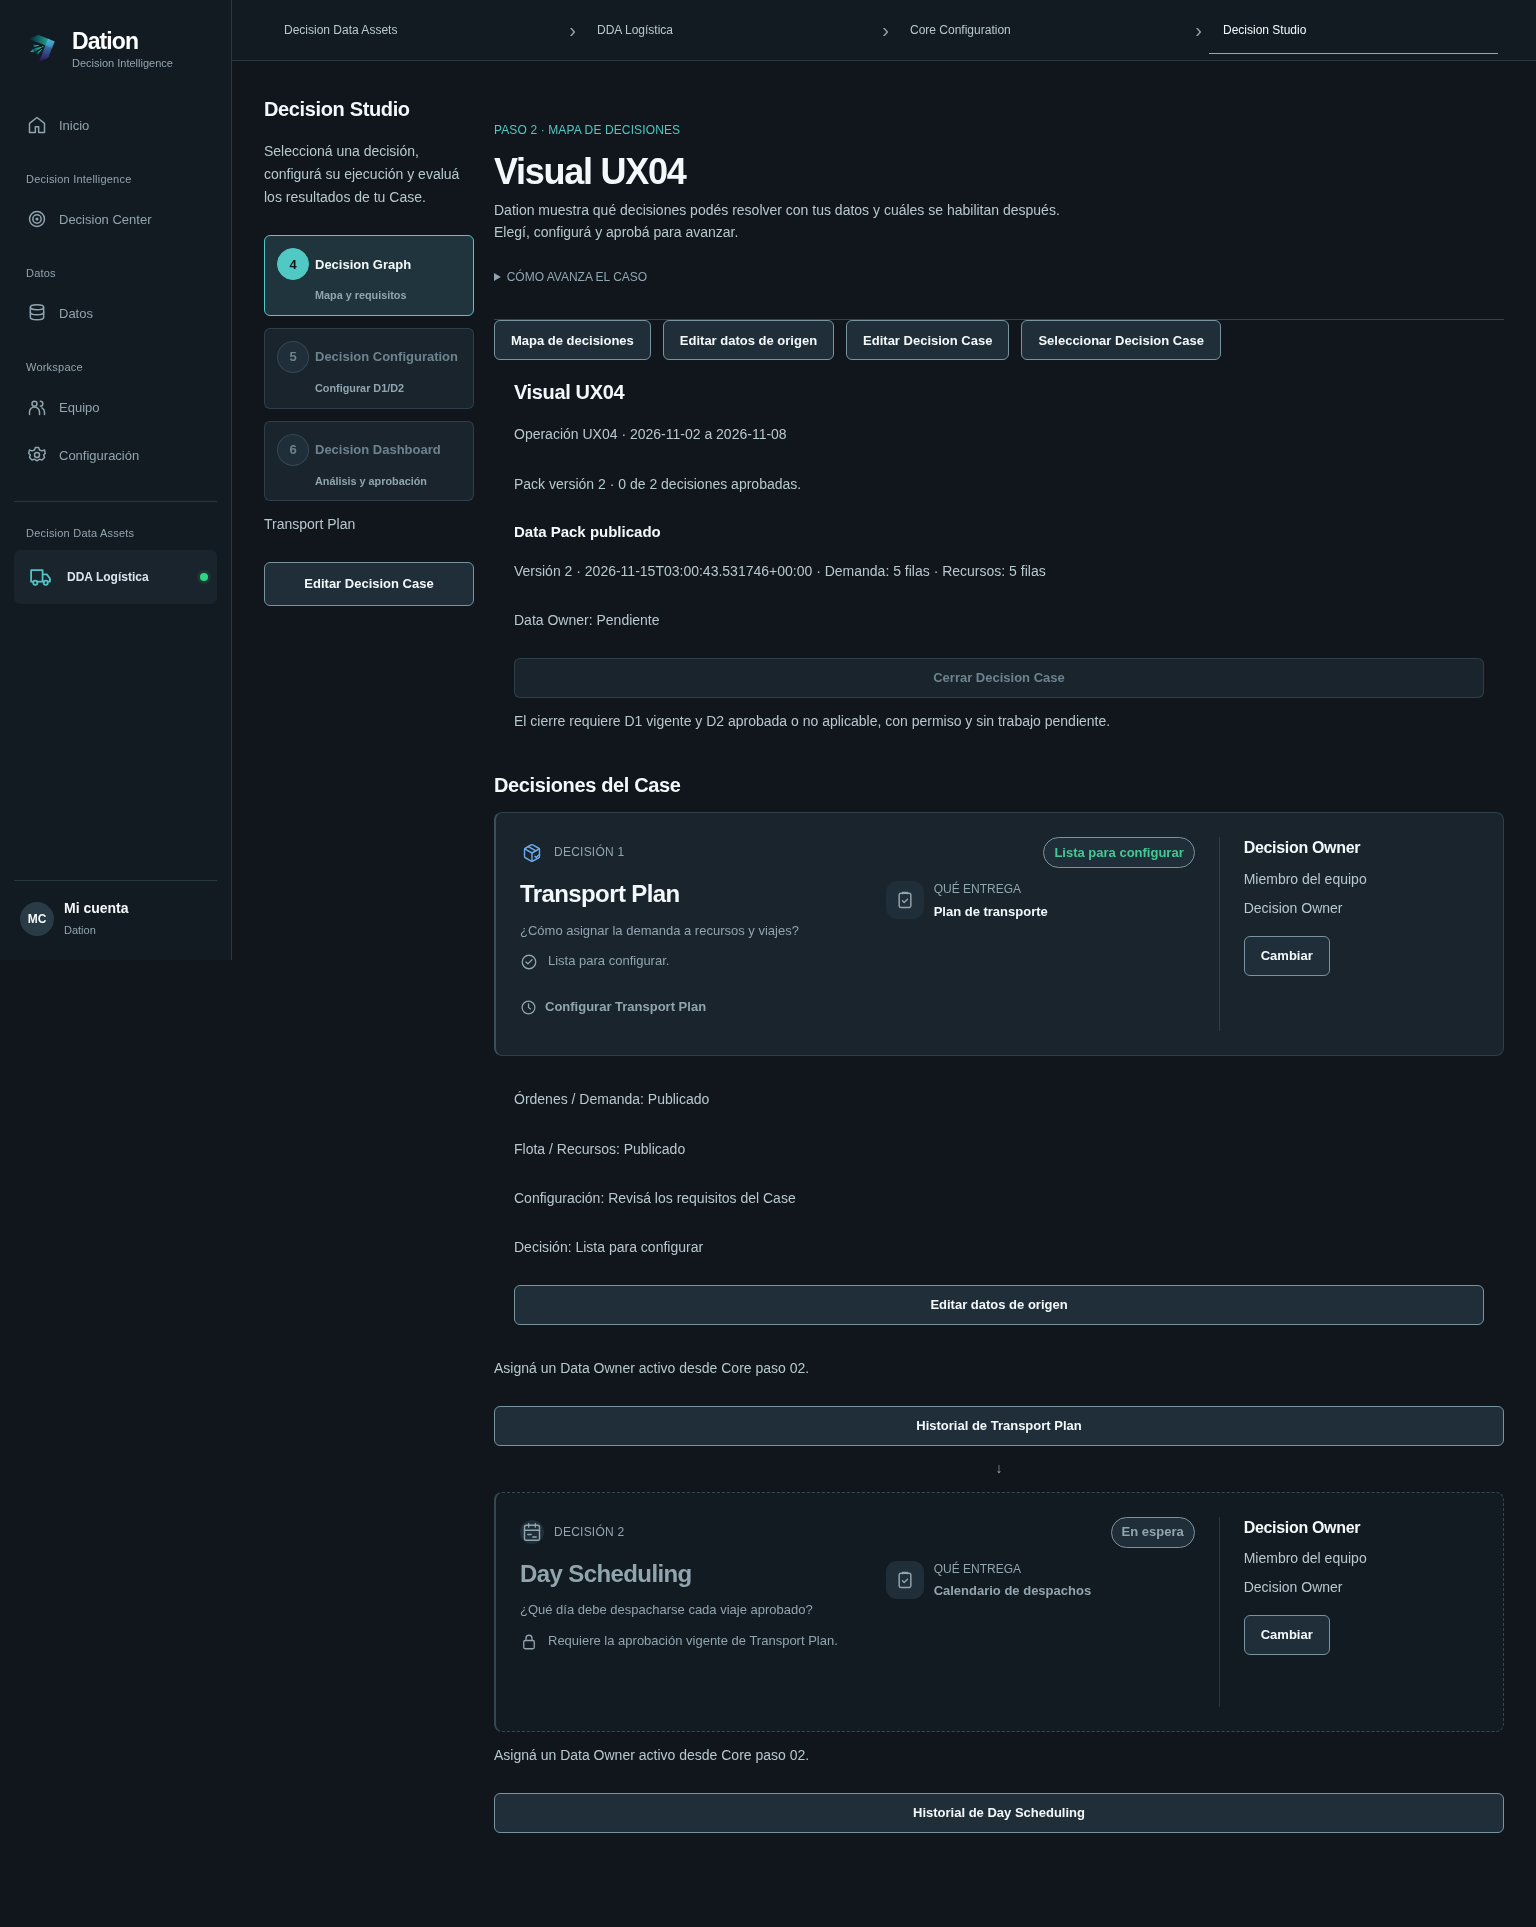 Dation
Decision Intelligence
Inicio
Decision Intelligence
Decision Center
Datos
Datos
Workspace
Equipo
Configuración
Decision Data Assets
DDA Logística
MC
Mi cuenta
Dation
Decision Data Assets
DDA Logística
Core Configuration
Decision Studio
Decision Studio
Seleccioná una decisión,
configurá su ejecución y evaluá
los resultados de tu Case.
4
Decision Graph
Mapa y requisitos
5
Decision Configuration
Configurar D1/D2
6
Decision Dashboard
Análisis y aprobación
Transport Plan
Editar Decision Case
PASO 2 · MAPA DE DECISIONES
Visual UX04
Dation muestra qué decisiones podés resolver con tus datos y cuáles se habilitan después.
Elegí, configurá y aprobá para avanzar.
CÓMO AVANZA EL CASO
Mapa de decisiones
Editar datos de origen
Editar Decision Case
Seleccionar Decision Case
Visual UX04
Operación UX04 · 2026-11-02 a 2026-11-08
Pack versión 2 · 0 de 2 decisiones aprobadas.
Data Pack publicado
Versión 2 · 2026-11-15T03:00:43.531746+00:00 · Demanda: 5 filas · Recursos: 5 filas
Data Owner: Pendiente
Cerrar Decision Case
El cierre requiere D1 vigente y D2 aprobada o no aplicable, con permiso y sin trabajo pendiente.
Decisiones del Case
DECISIÓN 1
Lista para configurar
Transport Plan
¿Cómo asignar la demanda a recursos y viajes?
Lista para configurar.
Configurar Transport Plan
QUÉ ENTREGA
Plan de transporte
Decision Owner
Miembro del equipo
Decision Owner
Cambiar
Órdenes / Demanda: Publicado
Flota / Recursos: Publicado
Configuración: Revisá los requisitos del Case
Decisión: Lista para configurar
Editar datos de origen
Asigná un Data Owner activo desde Core paso 02.
Historial de Transport Plan
↓
DECISIÓN 2
En espera
Day Scheduling
¿Qué día debe despacharse cada viaje aprobado?
Requiere la aprobación vigente de Transport Plan.
QUÉ ENTREGA
Calendario de despachos
Decision Owner
Miembro del equipo
Decision Owner
Cambiar
Asigná un Data Owner activo desde Core paso 02.
Historial de Day Scheduling